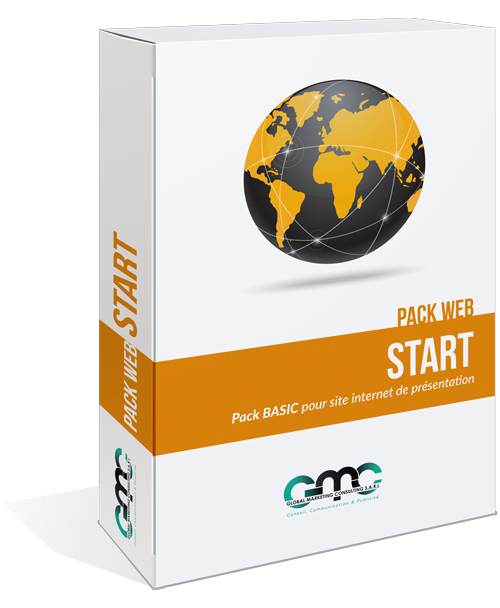 PACK WEB
START
Pack BASIC pour site internet de présentation
GMC
GLOBAL MARKETING CONSULTING S.A.R.L
Conseil, Communication & Publicité
PACK WEB START
GMC